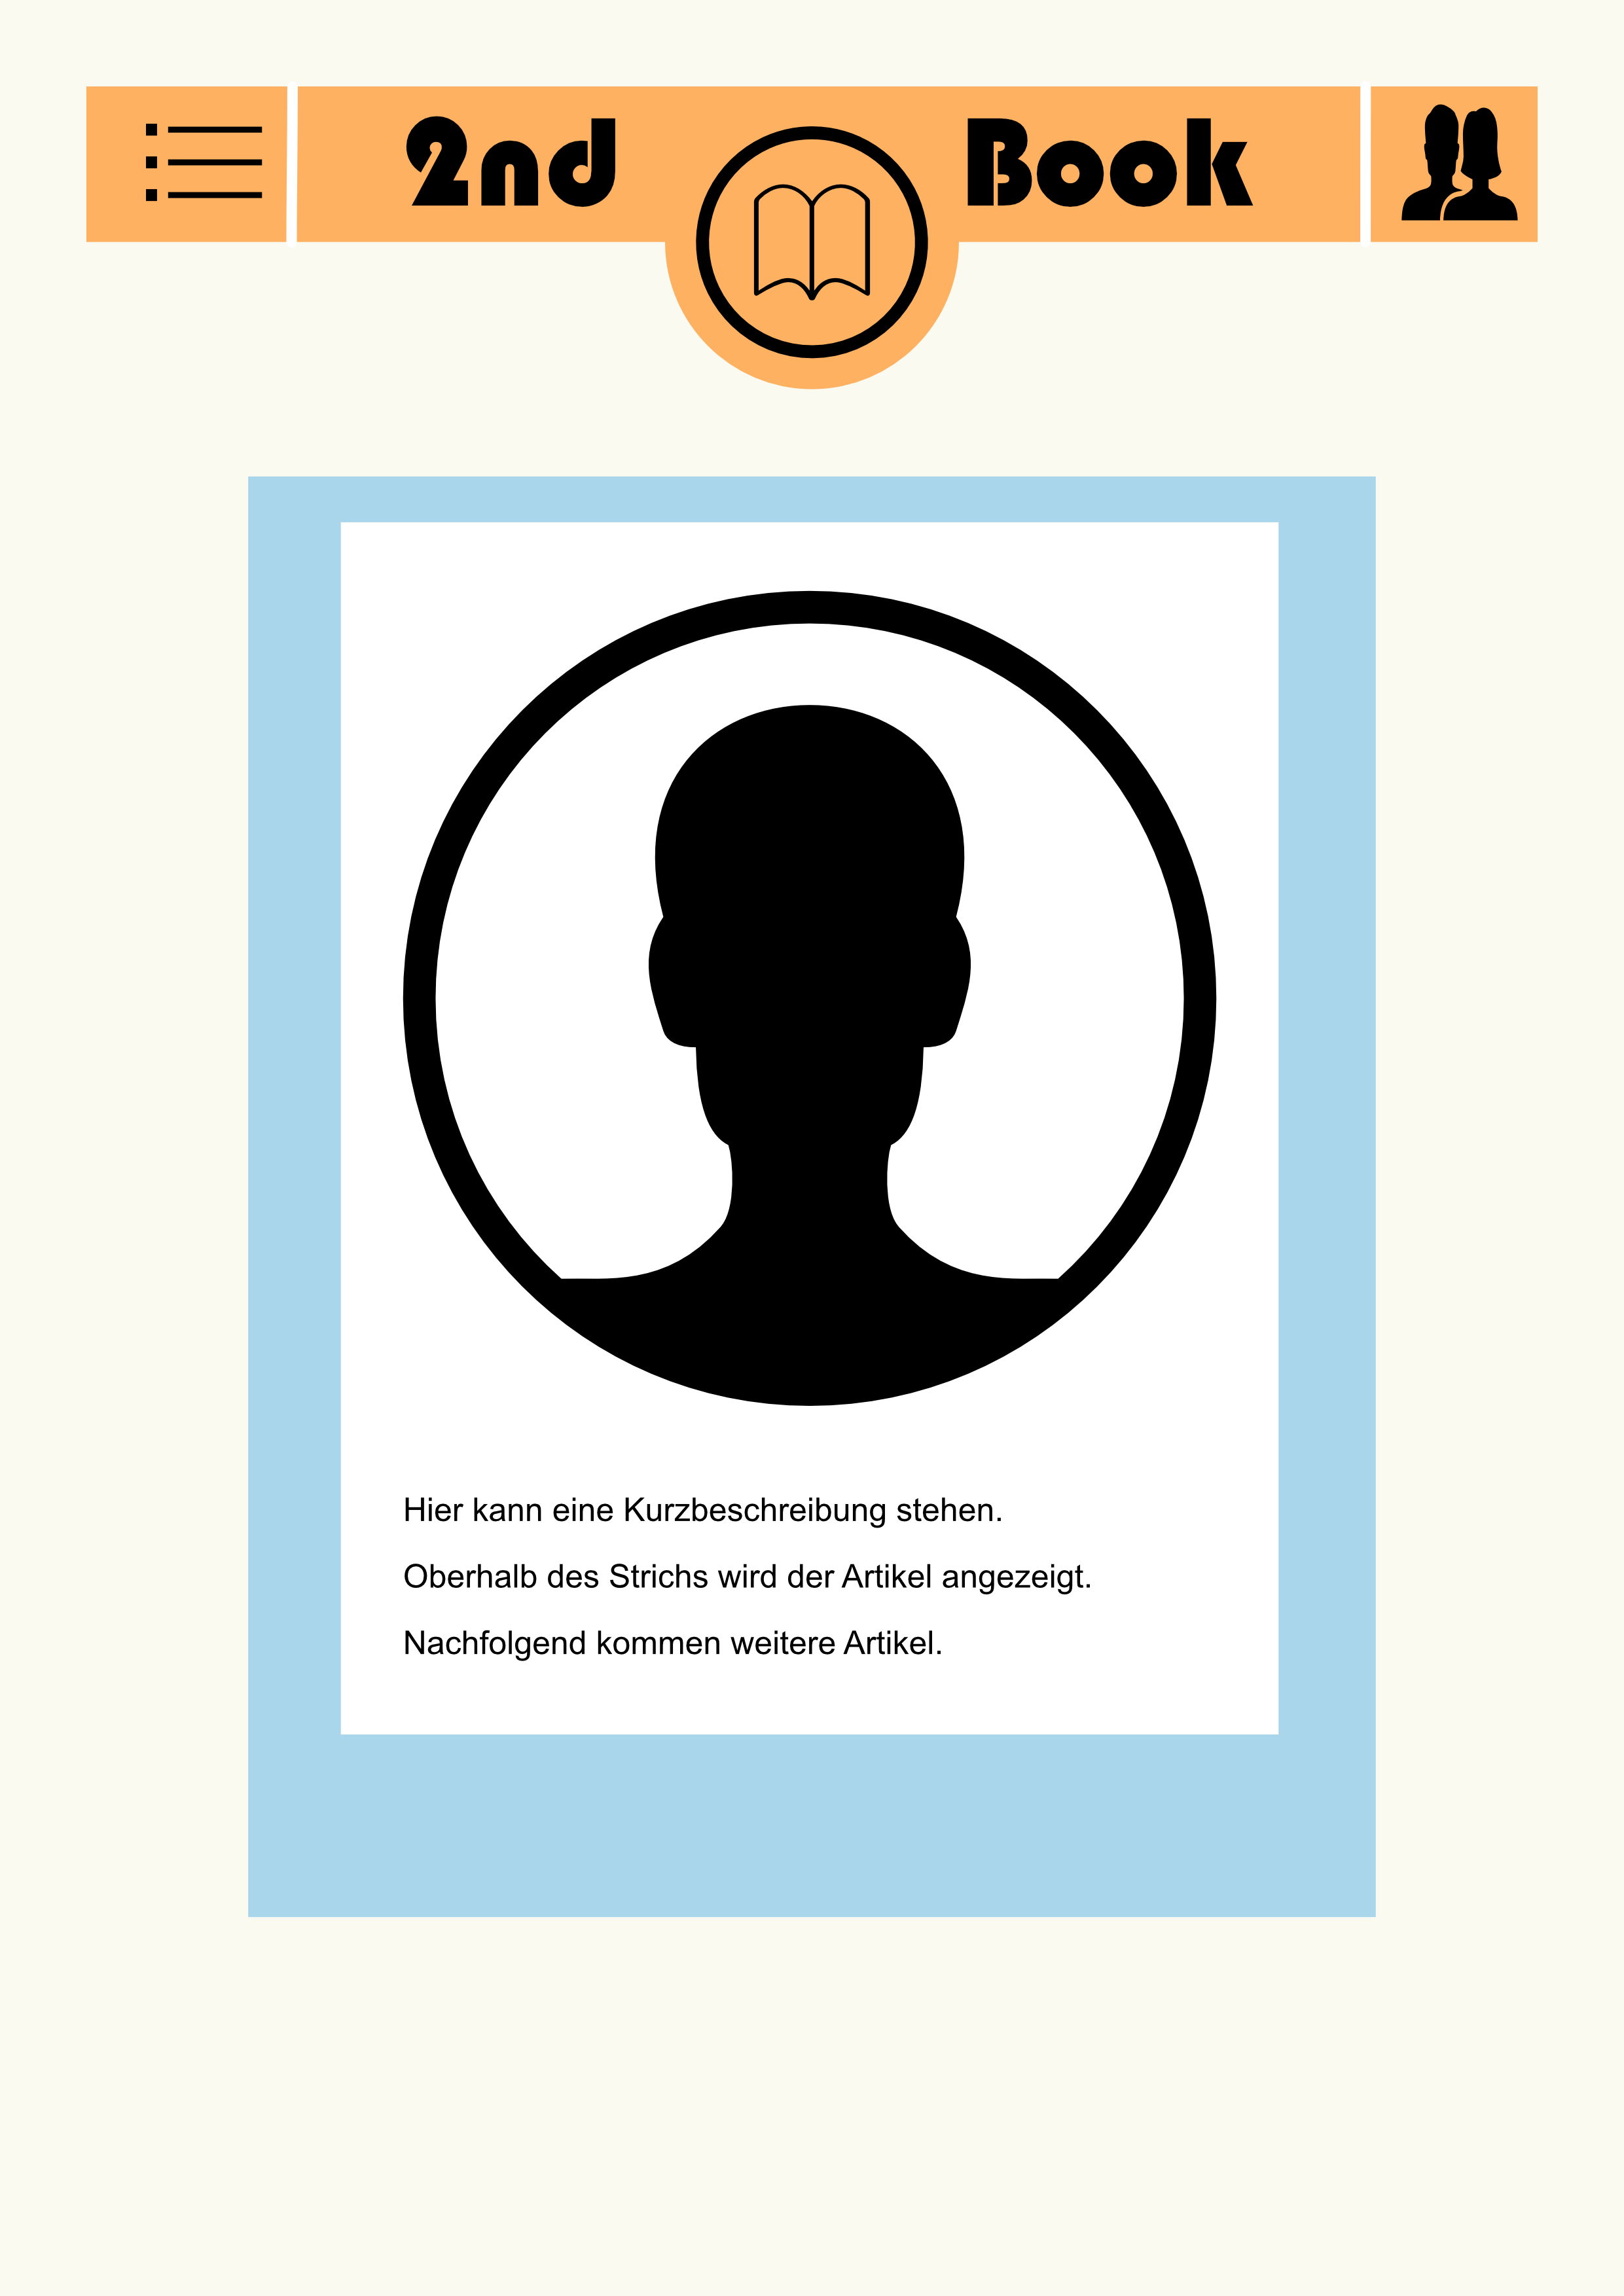 2nd Book
Hier kann eine Kurzbeschreibung stehen.
Oberhalb des Strichs wird der Artikel angezeigt.
Nachfolgend kommen weitere Artikel.